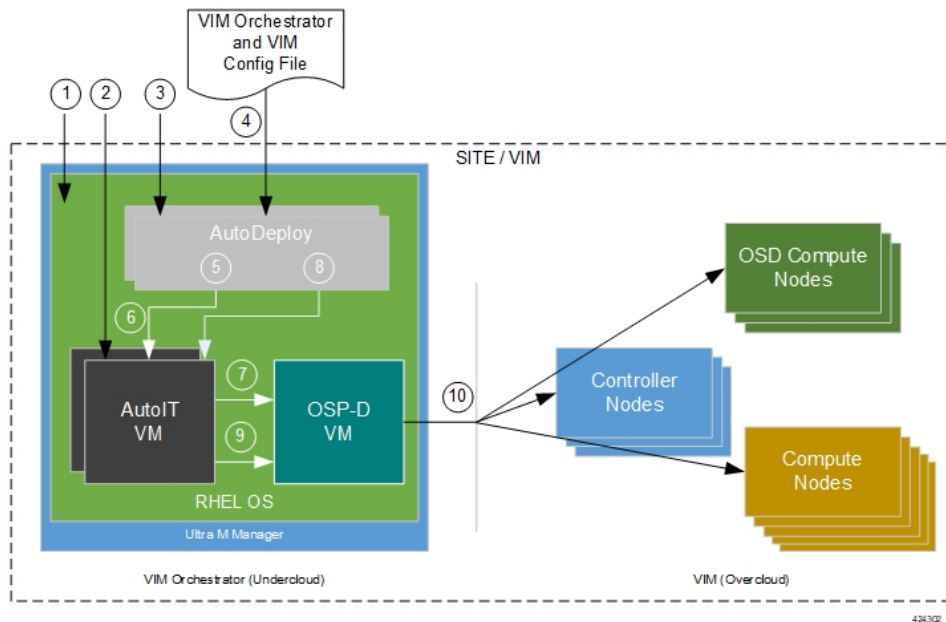 VIM Orchestrator
and VIM
Config File
1
2
3
4
SITE / VIM
AutoDeploy
5
8
6
OSD Compute
Nodes
7
10
Controller
Nodes
AutoIT
VM
OSP-D
VM
9
Compute
Nodes
RHEL OS
Ultra M Manager
VIM Orchestrator (Undercloud)
VIM (Overcloud)
424302